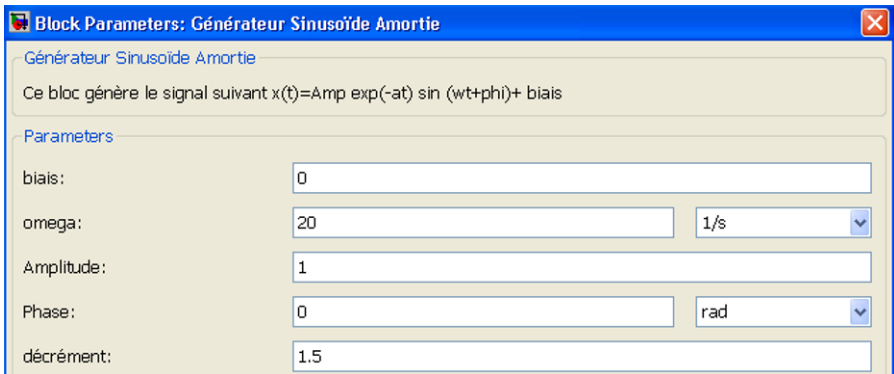 Block Parameters: Générateur Sinusoïde Amortie
Générateur Sinusoïde Amortie
Ce bloc génère le signal suivant x(t)=Amp exp(-at) sin (wt+phi)+ biais
Parameters
biais: 0
omega: 20 1/s
Amplitude: 1
Phase: 0 rad
décrément: 1.5